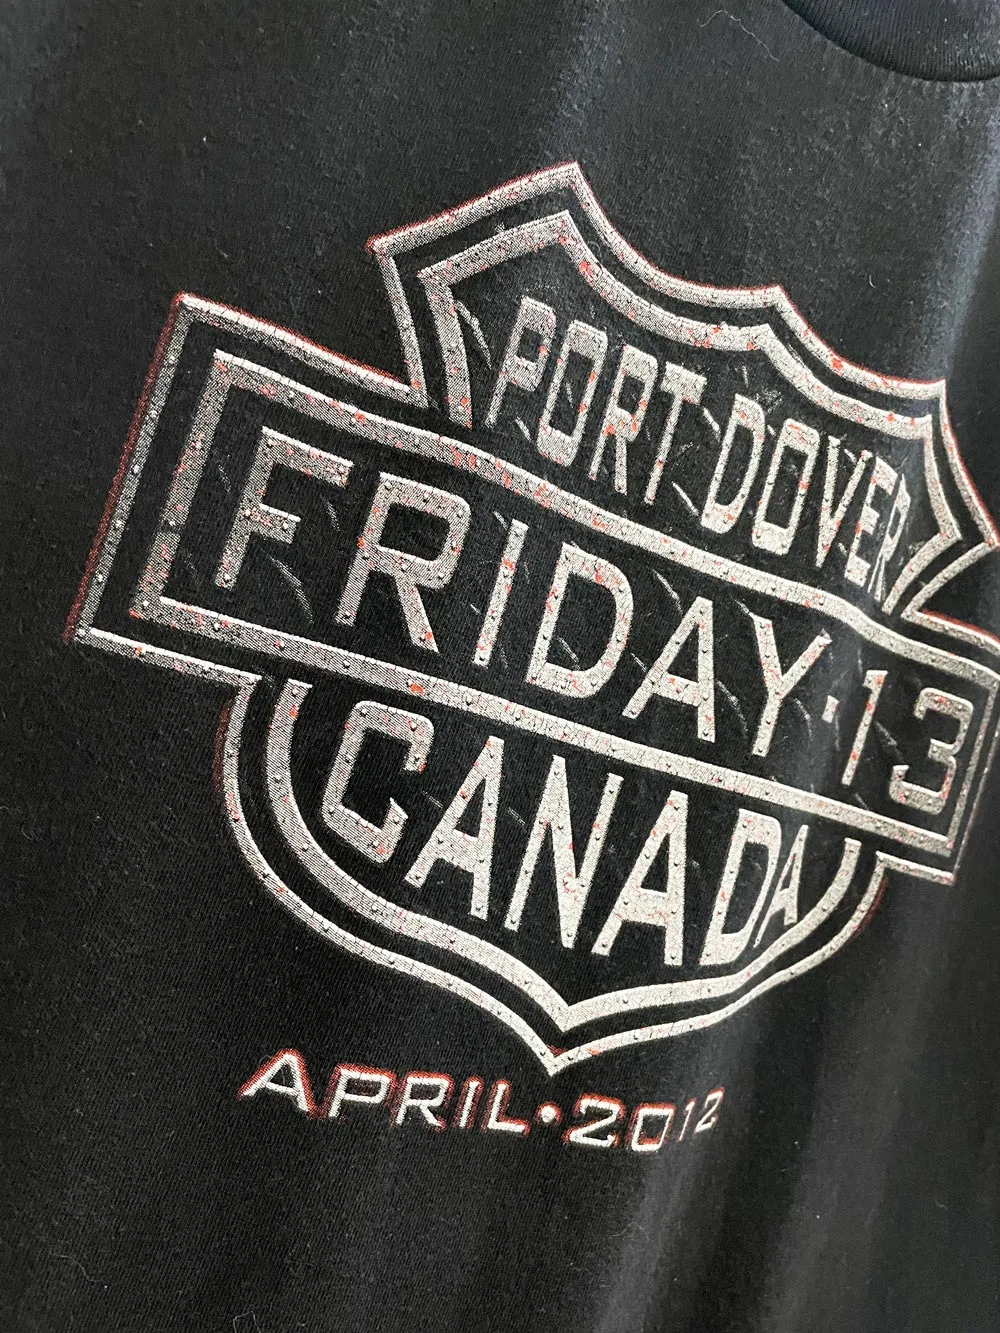 PORT DOVER
FRIDAY·13
CANADA
APRIL·2012